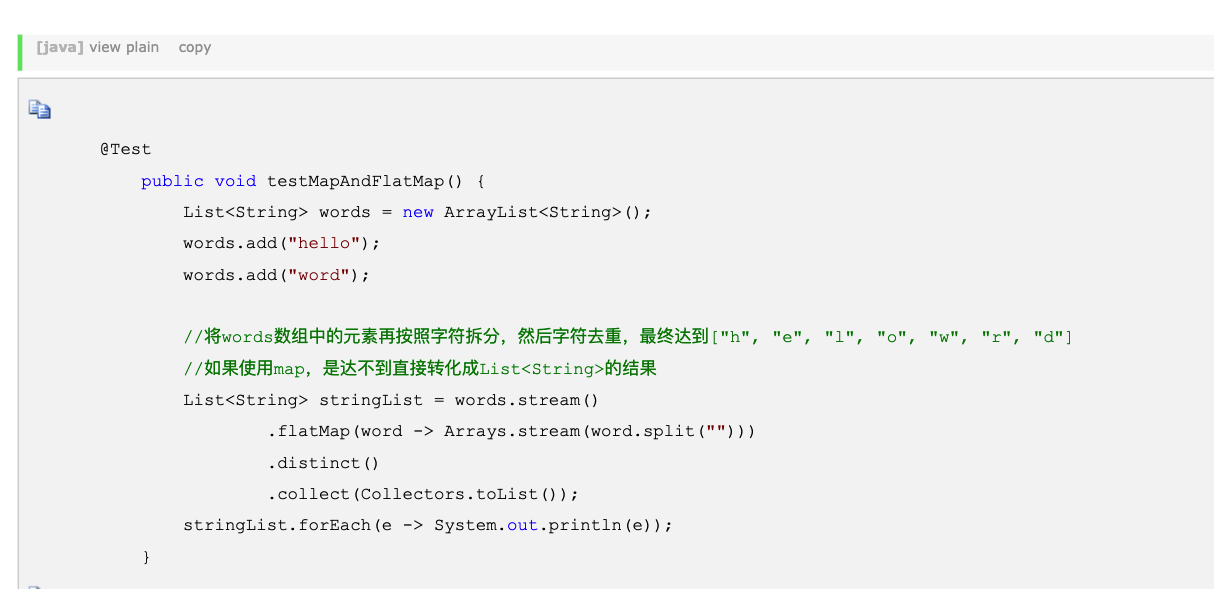 [java] view plain copy
@Test
public void testMapAndFlatMap() {
List<String> words = new ArrayList<String>();
words.add("hello");
words.add("word");
//将words数组中的元素再按照字符拆分，然后字符去重，最终达到["h", "e", "l", "o", "w", "r", "d"]
//如果使用map，是达不到直接转化成List<String>的结果
List<String> stringList = words.stream()
.flatMap(word -> Arrays.stream(word.split("")))
.distinct()
.collect(Collectors.toList());
stringList.forEach(e -> System.out.println(e));
}